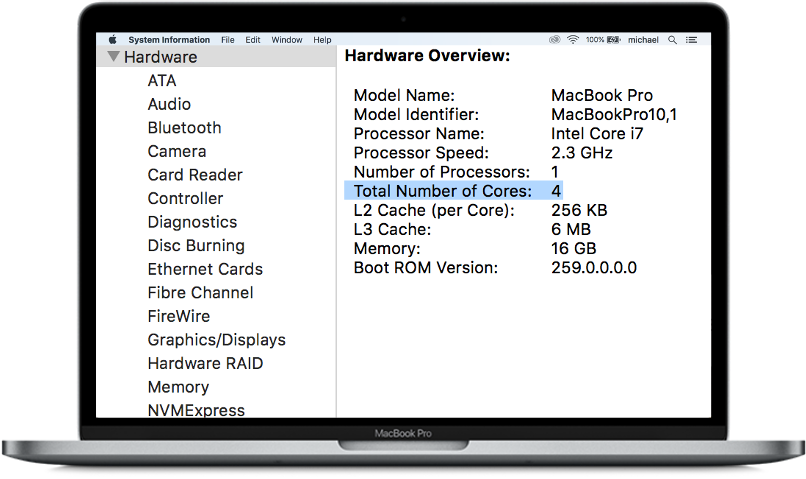 System Information File Edit Window Help 100% michael
Hardware
ATA
Audio
Bluetooth
Camera
Card Reader
Controller
Diagnostics
Disc Burning
Ethernet Cards
Fibre Channel
FireWire
Graphics/Displays
Hardware RAID
Memory
NVMExpress
Hardware Overview:
Model Name: MacBook Pro
Model Identifier: MacBookPro10,1
Processor Name: Intel Core i7
Processor Speed: 2.3 GHz
Number of Processors: 1
Total Number of Cores: 4
L2 Cache (per Core): 256 KB
L3 Cache: 6 MB
Memory: 16 GB
Boot ROM Version: 259.0.0.0.0
MacBook Pro